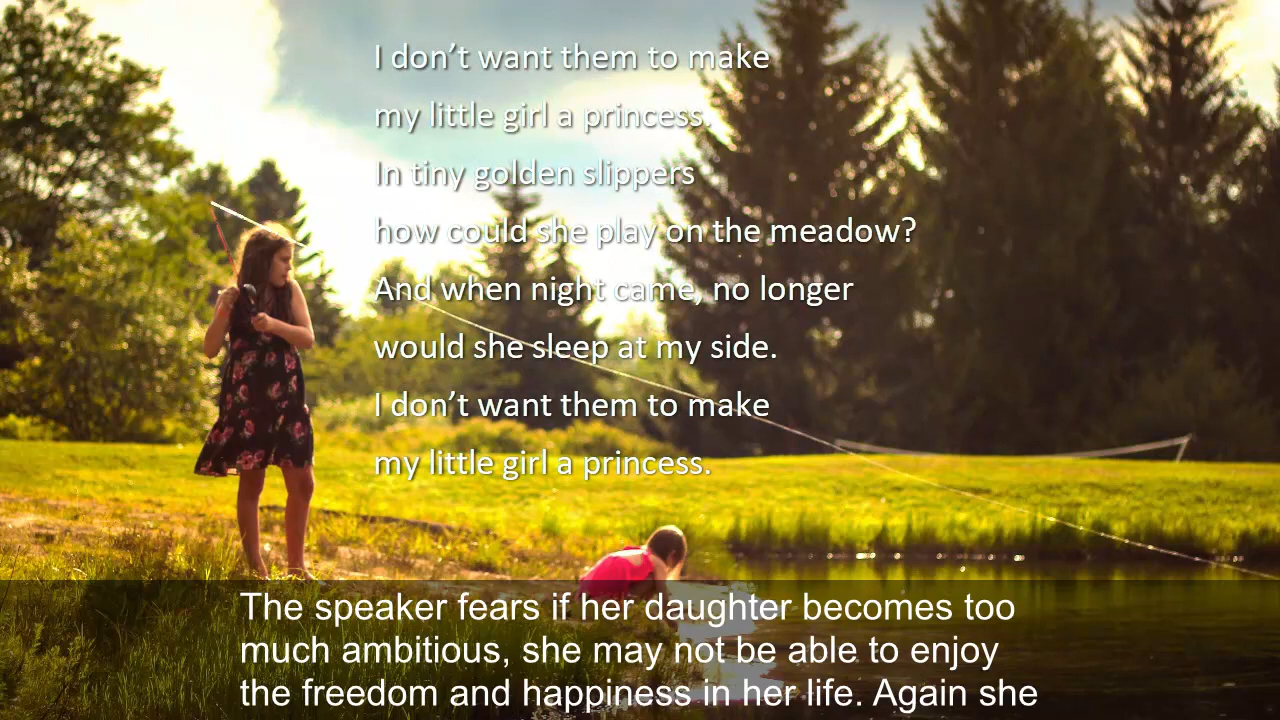 I don’t want them to make
my little girl a princess.
In tiny golden slippers
how could she play on the meadow?
And when night came, no longer
would she sleep at my side.
I don’t want them to make
my little girl a princess.
The speaker fears if her daughter becomes too
much ambitious, she may not be able to enjoy
the freedom and happiness in her life. Again she